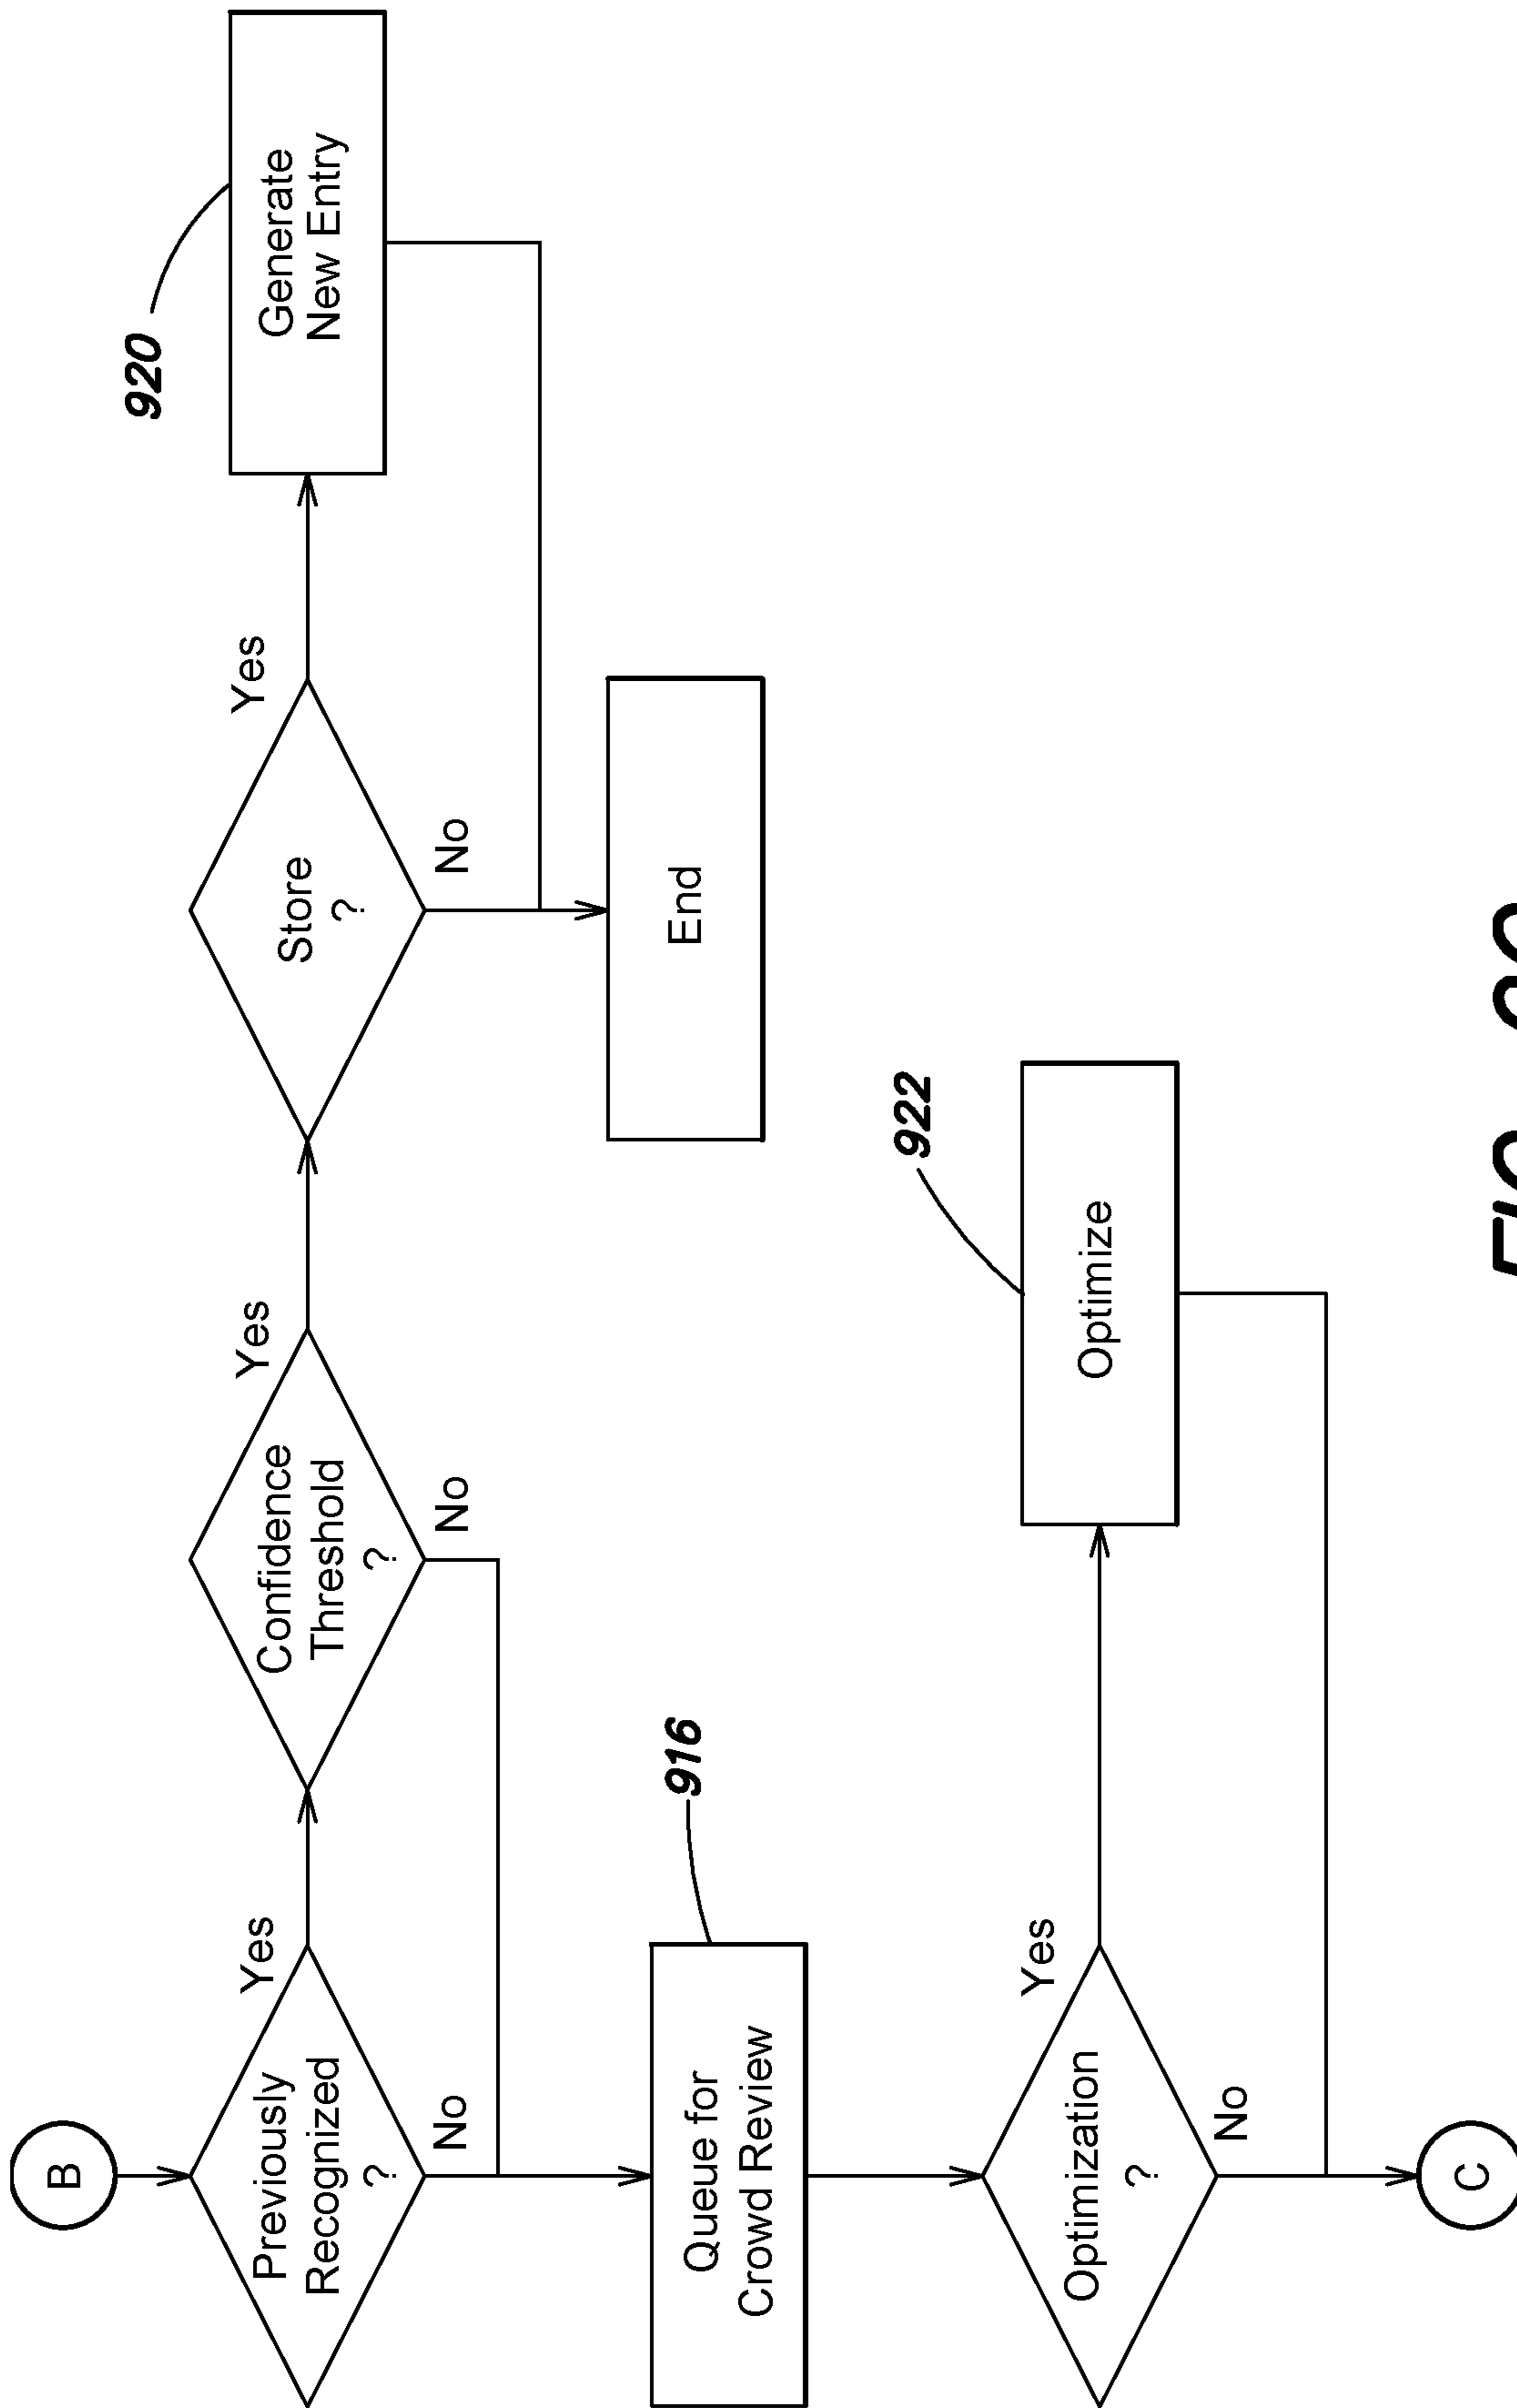 B
Previously
Recognized
?
Yes
No
Confidence
Threshold
?
Yes
No
Store
?
Yes
No
920
Generate
New Entry
End
916
Queue for
Crowd Review
Optimization
?
Yes
No
922
Optimize
C